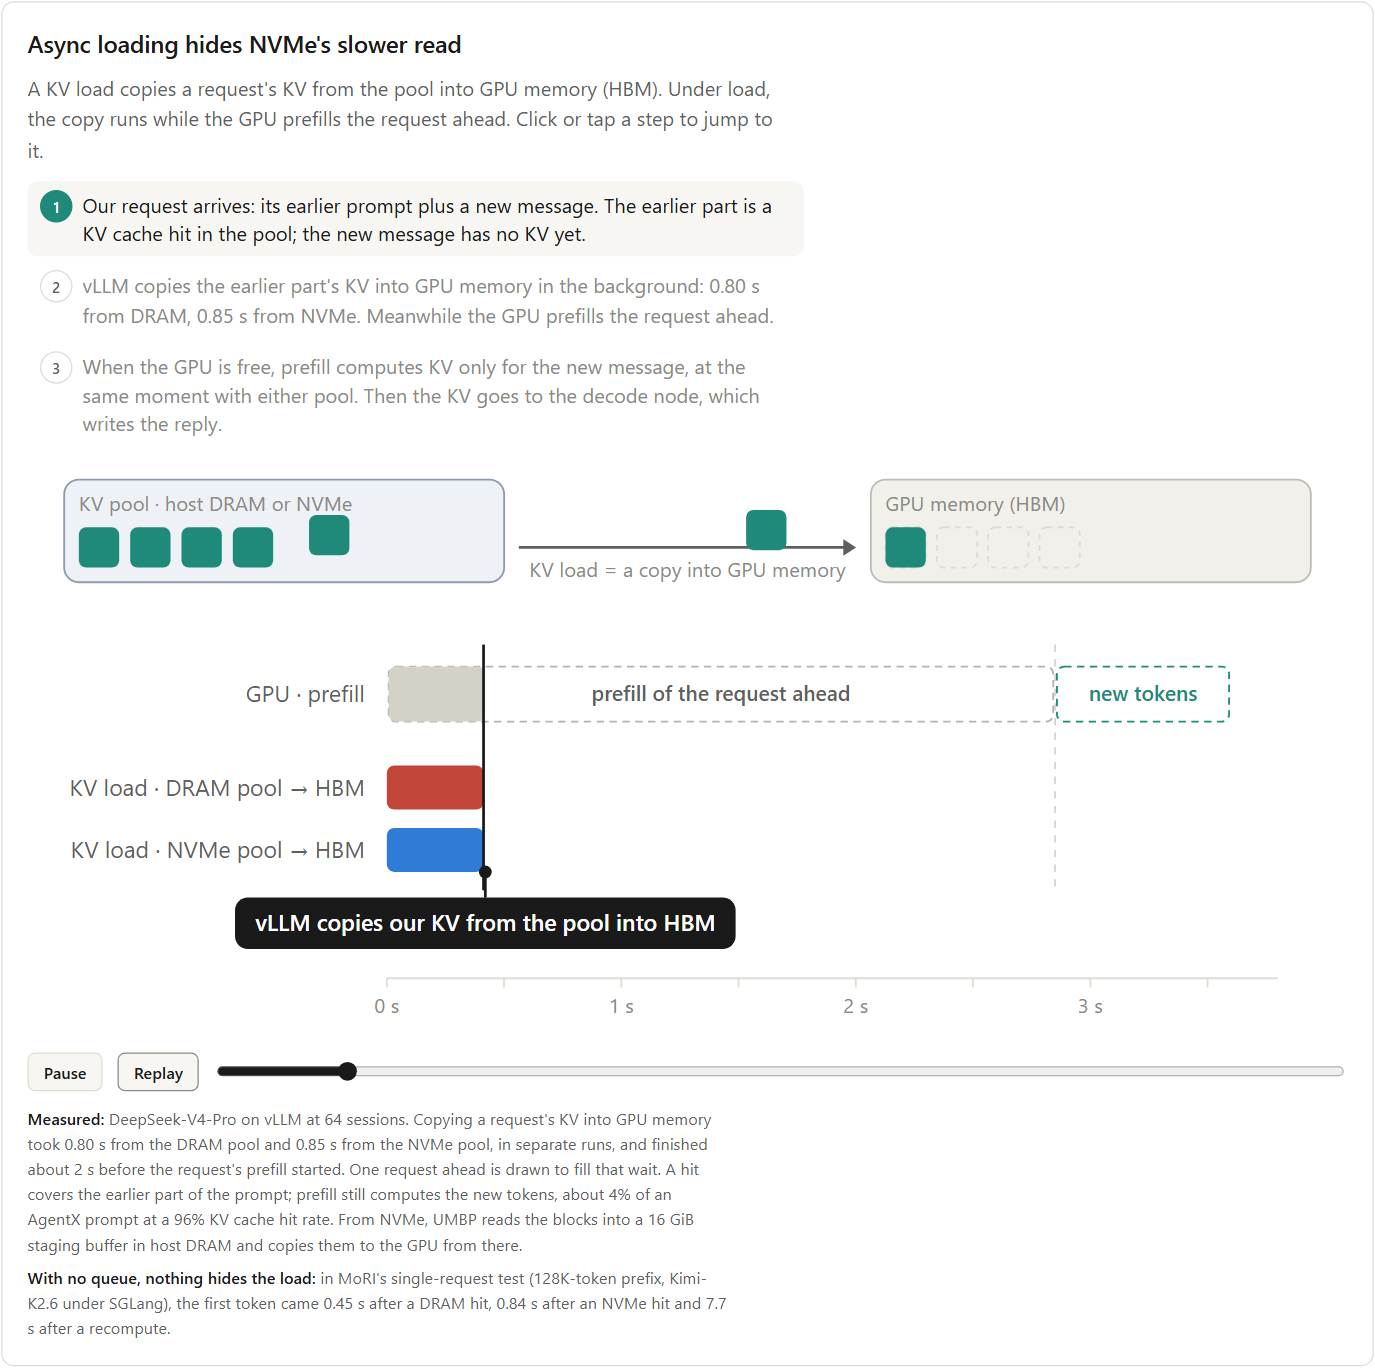 Async loading hides NVMe's slower read
A KV load copies a request's KV from the pool into GPU memory (HBM). Under load,
the copy runs while the GPU prefills the request ahead. Click or tap a step to jump to
it.
1 Our request arrives: its earlier prompt plus a new message. The earlier part is a
KV cache hit in the pool; the new message has no KV yet.
2 vLLM copies the earlier part's KV into GPU memory in the background: 0.80 s
from DRAM, 0.85 s from NVMe. Meanwhile the GPU prefills the request ahead.
3 When the GPU is free, prefill computes KV only for the new message, at the
same moment with either pool. Then the KV goes to the decode node, which
writes the reply.
KV pool · host DRAM or NVMe
KV load = a copy into GPU memory
GPU memory (HBM)
GPU · prefill
prefill of the request ahead
new tokens
KV load · DRAM pool → HBM
KV load · NVMe pool → HBM
vLLM copies our KV from the pool into HBM
0 s 1 s 2 s 3 s
Pause Replay
Measured: DeepSeek-V4-Pro on vLLM at 64 sessions. Copying a request's KV into GPU memory
took 0.80 s from the DRAM pool and 0.85 s from the NVMe pool, in separate runs, and finished
about 2 s before the request's prefill started. One request ahead is drawn to fill that wait. A hit
covers the earlier part of the prompt; prefill still computes the new tokens, about 4% of an
AgentX prompt at a 96% KV cache hit rate. From NVMe, UMBP reads the blocks into a 16 GiB
staging buffer in host DRAM and copies them to the GPU from there.
With no queue, nothing hides the load: in MoRI's single-request test (128K-token prefix, Kimi-
K2.6 under SGLang), the first token came 0.45 s after a DRAM hit, 0.84 s after an NVMe hit and 7.7
s after a recompute.